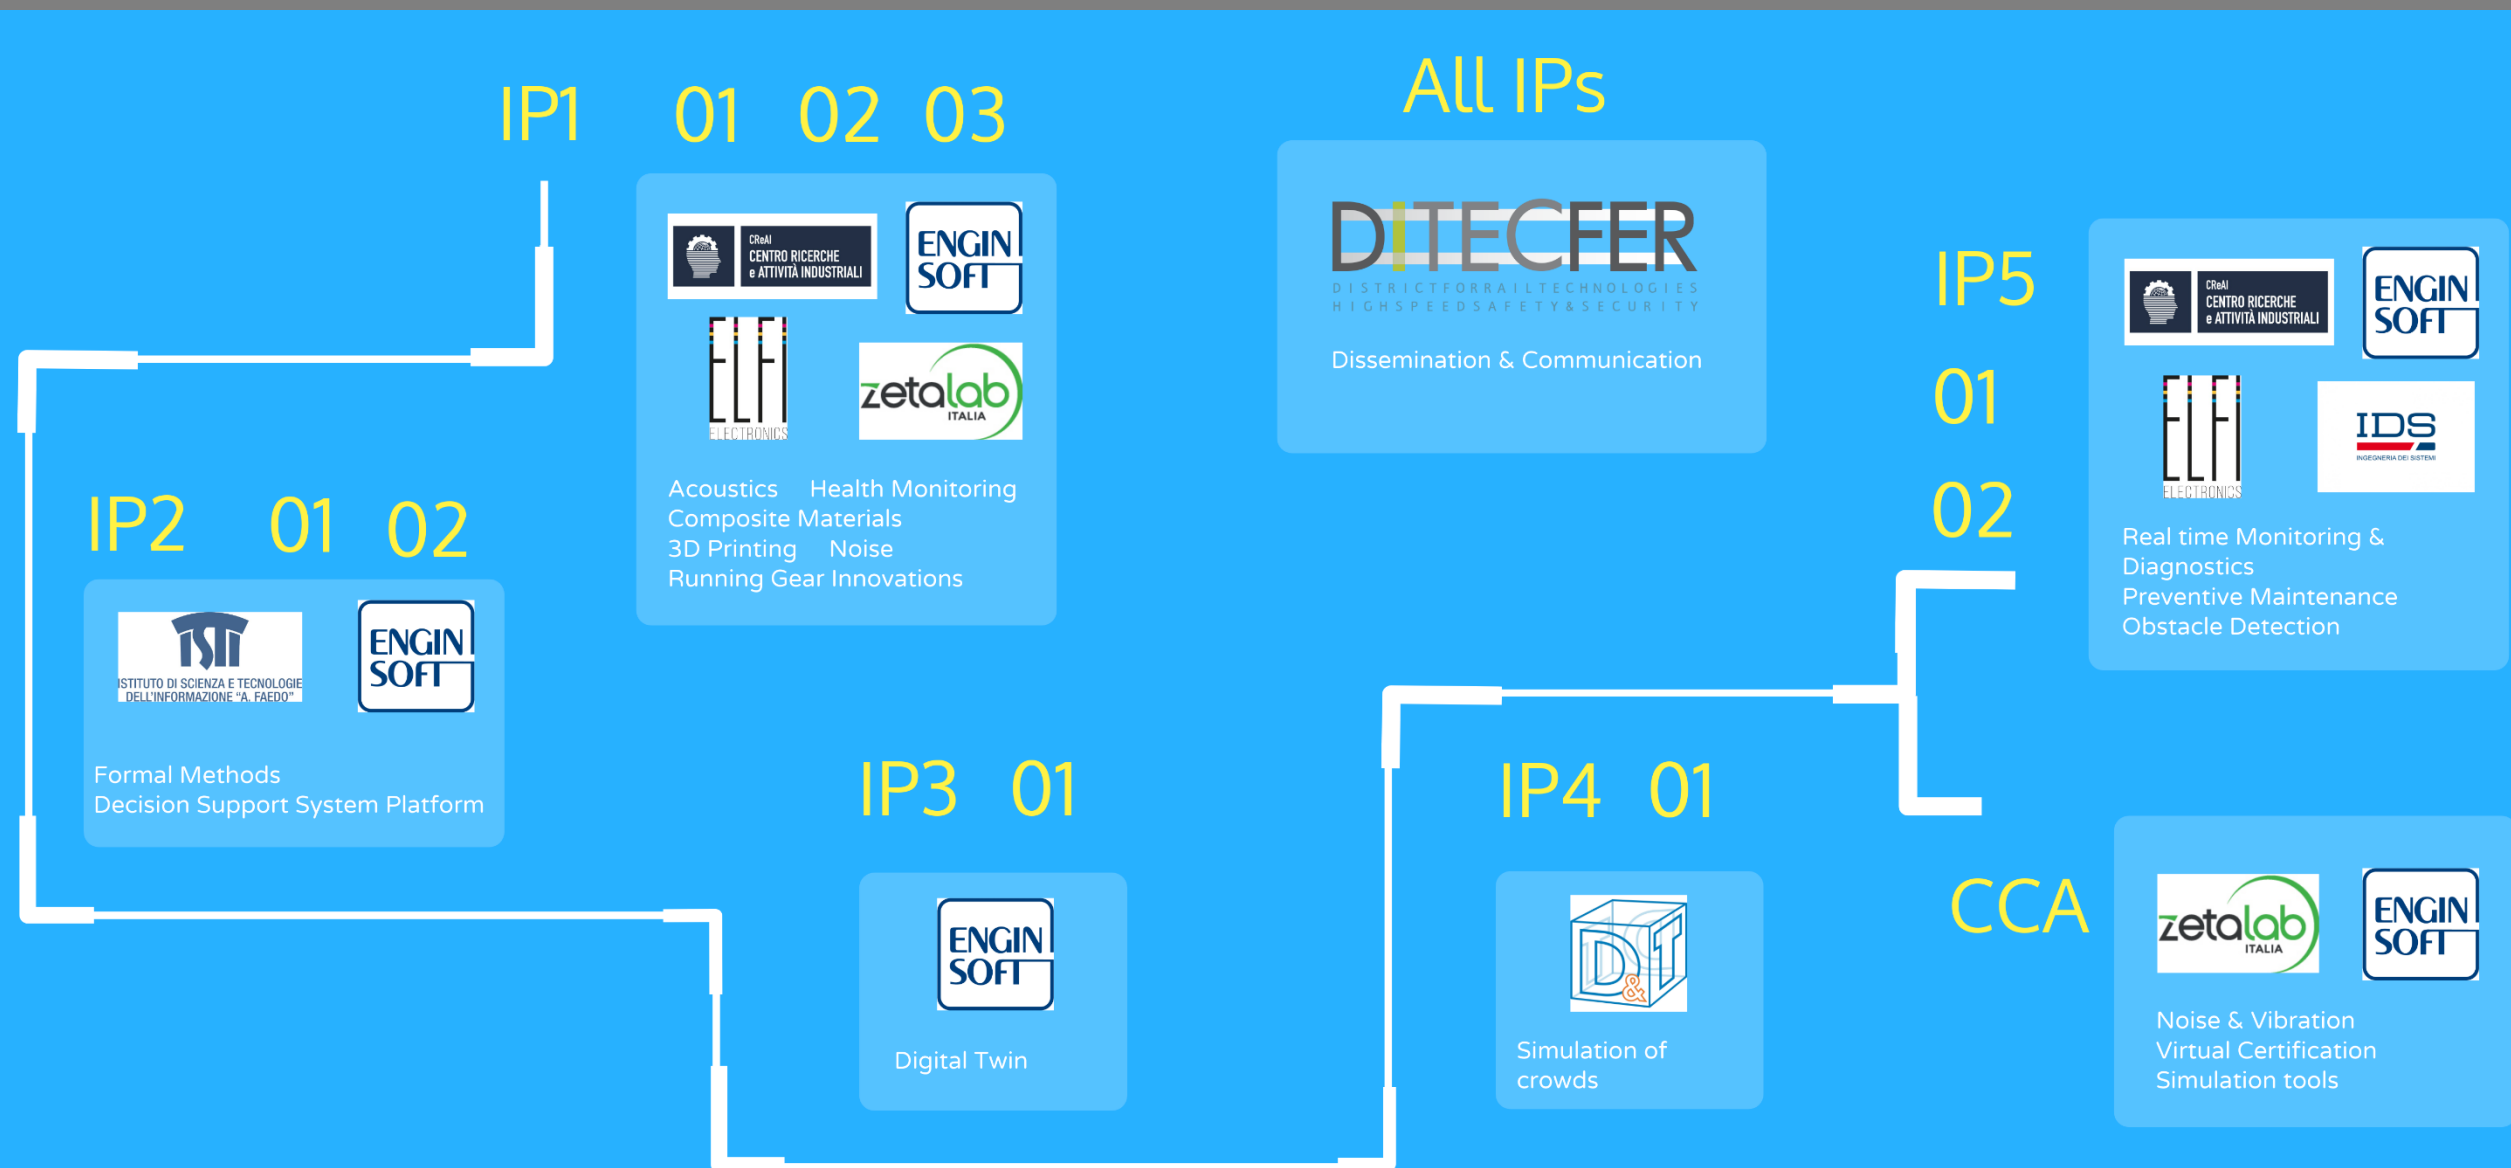 IP1 01 02 03
CReAI
CENTRO RICERCHE
e ATTIVITÀ INDUSTRIALI
ENGIN
SOFT
ELFI
ELECTRONICS
zetalab
ITALIA
Acoustics Health Monitoring
Composite Materials
3D Printing Noise
Running Gear Innovations
All IPs
DITECFER
DISTRICTFORRAILTECHNOLOGIES
HIGHSPEEDSAFETY&SECURITY
Dissemination & Communication
IP5
01
02
CReAI
CENTRO RICERCHE
e ATTIVITÀ INDUSTRIALI
ENGIN
SOFT
ELFI
ELECTRONICS
IDS
INGEGNERIA DEI SISTEMI
Real time Monitoring &
Diagnostics
Preventive Maintenance
Obstacle Detection
IP2 01 02
ISTI
ISTITUTO DI SCIENZA E TECNOLOGIE
DELL'INFORMAZIONE “A. FAEDO”
ENGIN
SOFT
Formal Methods
Decision Support System Platform
IP3 01
ENGIN
SOFT
Digital Twin
IP4 01
D&T
Simulation of
crowds
CCA
zetalab
ITALIA
ENGIN
SOFT
Noise & Vibration
Virtual Certification
Simulation tools